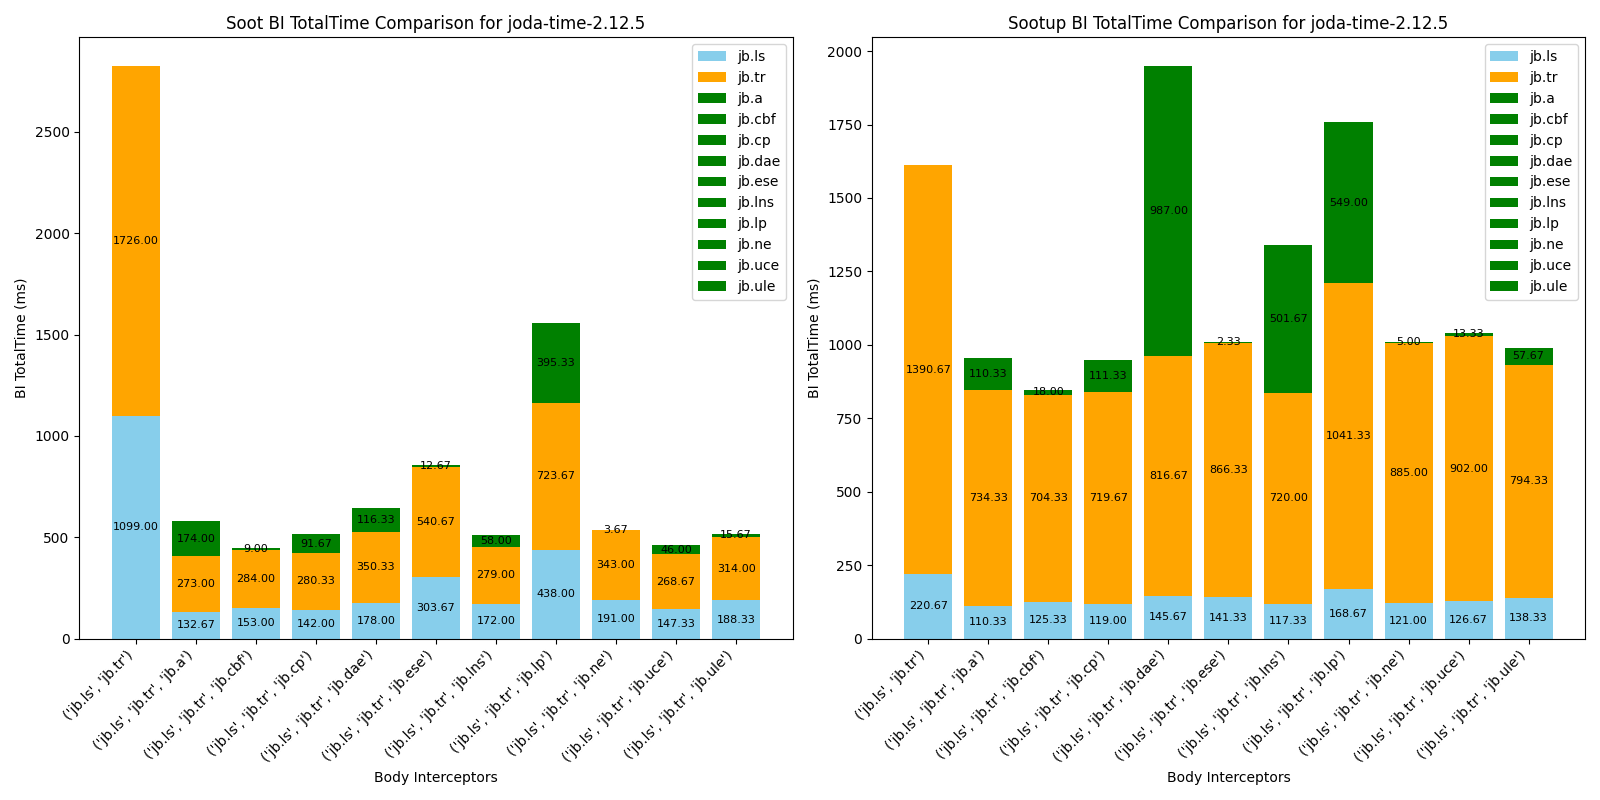 Soot BI TotalTime Comparison for joda-time-2.12.5
BI TotalTime (ms)
2500
2000
1500
1000
500
0
jb.ls
jb.tr
jb.a
jb.cbf
jb.cp
jb.dae
jb.ese
jb.lns
jb.lp
jb.ne
jb.uce
jb.ule
1726.00
1099.00
174.00
273.00
132.67
9.00
284.00
153.00
91.67
280.33
142.00
116.33
350.33
178.00
12.67
540.67
303.67
58.00
279.00
172.00
395.33
723.67
438.00
3.67
343.00
191.00
46.00
268.67
147.33
15.67
314.00
188.33
('jb.ls', 'jb.tr')
('jb.ls', 'jb.tr', 'jb.a')
('jb.ls', 'jb.tr', 'jb.cbf')
('jb.ls', 'jb.tr', 'jb.cp')
('jb.ls', 'jb.tr', 'jb.dae')
('jb.ls', 'jb.tr', 'jb.ese')
('jb.ls', 'jb.tr', 'jb.lns')
('jb.ls', 'jb.tr', 'jb.lp')
('jb.ls', 'jb.tr', 'jb.ne')
('jb.ls', 'jb.tr', 'jb.uce')
('jb.ls', 'jb.tr', 'jb.ule')
Body Interceptors
Sootup BI TotalTime Comparison for joda-time-2.12.5
BI TotalTime (ms)
2000
1750
1500
1250
1000
750
500
250
0
jb.ls
jb.tr
jb.a
jb.cbf
jb.cp
jb.dae
jb.ese
jb.lns
jb.lp
jb.ne
jb.uce
jb.ule
1390.67
220.67
110.33
734.33
110.33
18.00
704.33
125.33
111.33
719.67
119.00
987.00
816.67
145.67
2.33
866.33
141.33
501.67
720.00
117.33
549.00
1041.33
168.67
5.00
885.00
121.00
13.33
902.00
126.67
57.67
794.33
138.33
('jb.ls', 'jb.tr')
('jb.ls', 'jb.tr', 'jb.a')
('jb.ls', 'jb.tr', 'jb.cbf')
('jb.ls', 'jb.tr', 'jb.cp')
('jb.ls', 'jb.tr', 'jb.dae')
('jb.ls', 'jb.tr', 'jb.ese')
('jb.ls', 'jb.tr', 'jb.lns')
('jb.ls', 'jb.tr', 'jb.lp')
('jb.ls', 'jb.tr', 'jb.ne')
('jb.ls', 'jb.tr', 'jb.uce')
('jb.ls', 'jb.tr', 'jb.ule')
Body Interceptors